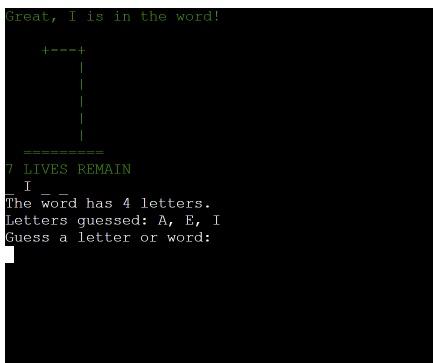 Great, I is in the word!
+---+
|
|
|
|
|
=========
7 LIVES REMAIN
_ I _ _
The word has 4 letters.
Letters guessed: A, E, I
Guess a letter or word: